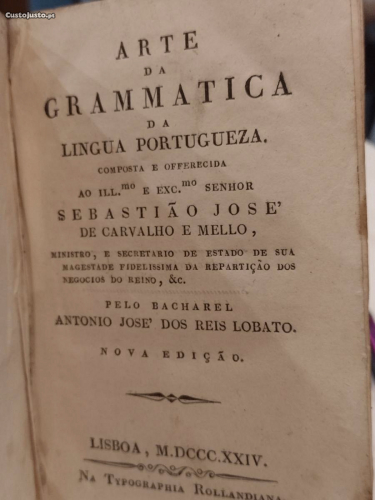 CustoJusto.pt
ARTE
DA
GRAMMATICA
DA
LINGUA PORTUGUEZA.
COMPOSTA E OFFERECIDA
AO ILL.mo E EXC.mo SENHOR
SEBASTIÃO JOSE'
DE CARVALHO E MELLO,
MINISTRO, E SECRETARIO DE ESTADO DE SUA
MAGESTADE FIDELISSIMA DA REPARTIÇÃO DOS
NEGOCIOS DO REINO, &c.
PELO BACHAREL
ANTONIO JOSE' DOS REIS LOBATO.
NOVA EDIÇÃO.
LISBOA, M.DCCC.XXIV.
NA TYPOGRAPHIA ROLLANDIANA